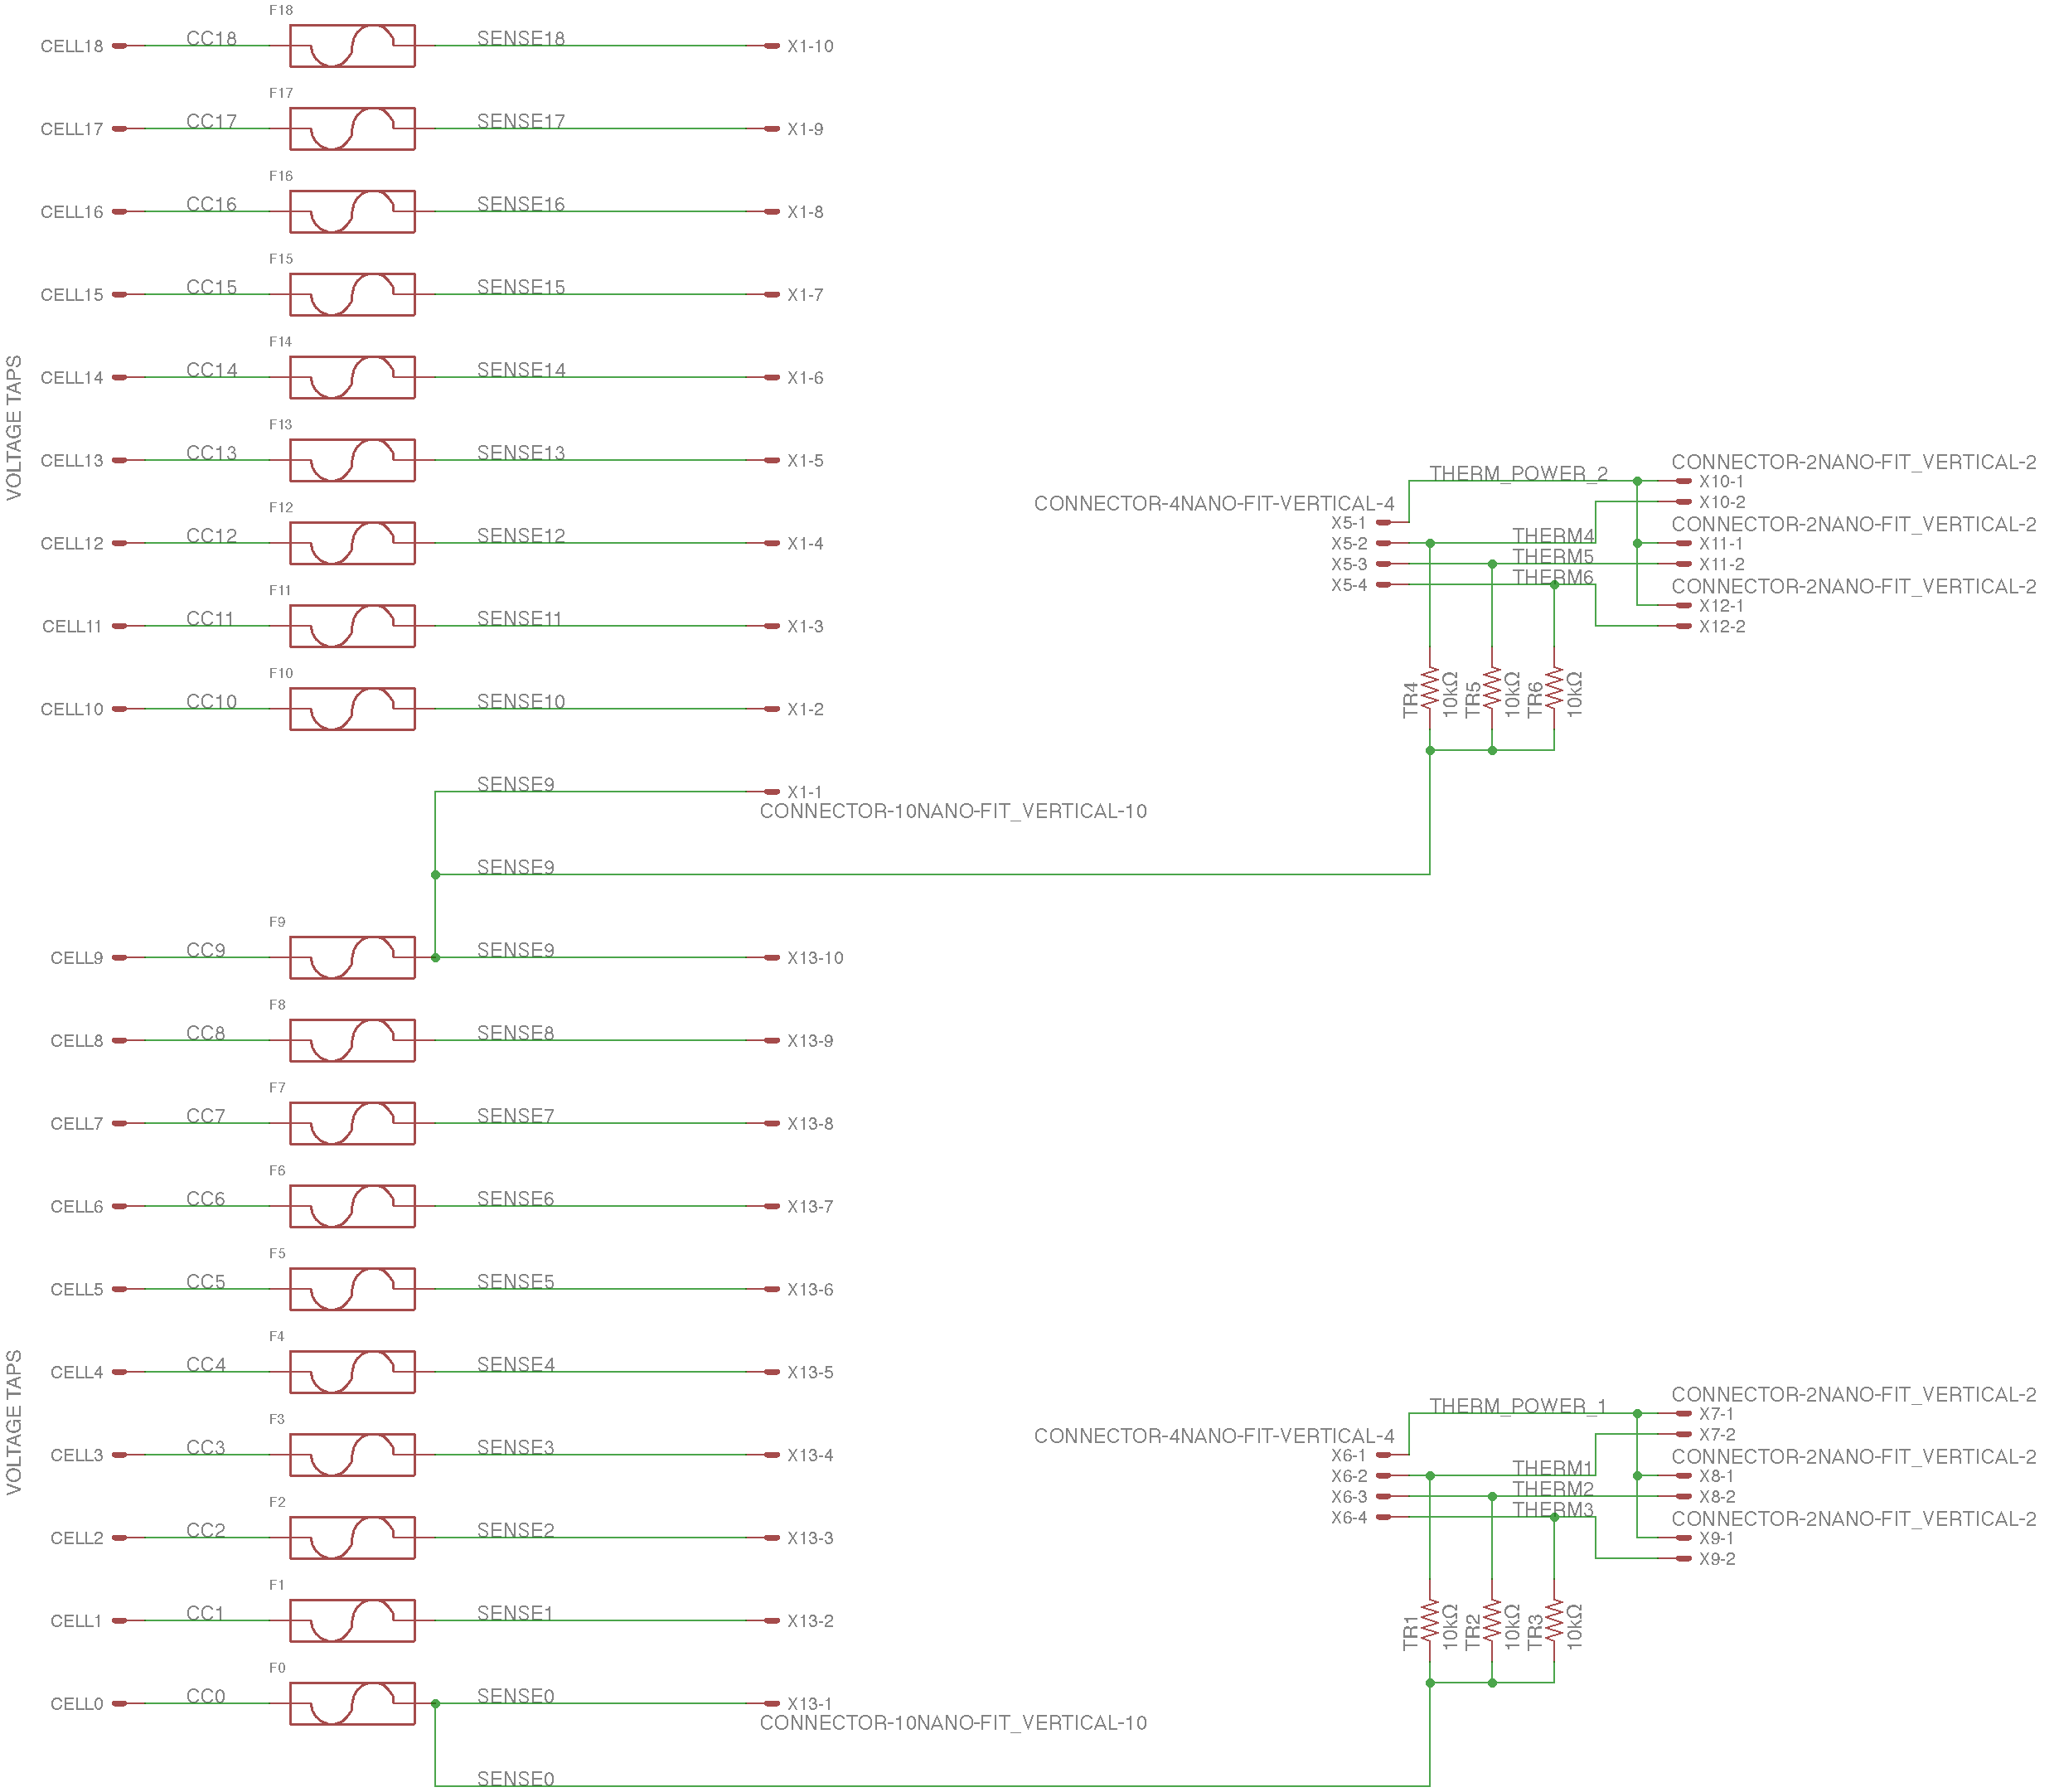 F18
CELL18 CC18 SENSE18 X1-10
F17
CELL17 CC17 SENSE17 X1-9
F16
CELL16 CC16 SENSE16 X1-8
F15
CELL15 CC15 SENSE15 X1-7
F14
CELL14 CC14 SENSE14 X1-6
VOLTAGE TAPS
F13
CELL13 CC13 SENSE13 X1-5
F12
CELL12 CC12 SENSE12 X1-4
F11
CELL11 CC11 SENSE11 X1-3
F10
CELL10 CC10 SENSE10 X1-2
SENSE9 X1-1
CONNECTOR-10NANO-FIT_VERTICAL-10
SENSE9
F9
CELL9 CC9 SENSE9 X13-10
F8
CELL8 CC8 SENSE8 X13-9
F7
CELL7 CC7 SENSE7 X13-8
F6
CELL6 CC6 SENSE6 X13-7
F5
CELL5 CC5 SENSE5 X13-6
F4
CELL4 CC4 SENSE4 X13-5
VOLTAGE TAPS
F3
CELL3 CC3 SENSE3 X13-4
F2
CELL2 CC2 SENSE2 X13-3
F1
CELL1 CC1 SENSE1 X13-2
F0
CELL0 CC0 SENSE0 X13-1
CONNECTOR-10NANO-FIT_VERTICAL-10
SENSE0
CONNECTOR-4NANO-FIT-VERTICAL-4
X5-1
X5-2
X5-3
X5-4
THERM_POWER_2
THERM4
THERM5
THERM6
CONNECTOR-2NANO-FIT_VERTICAL-2
X10-1
X10-2
CONNECTOR-2NANO-FIT_VERTICAL-2
X11-1
X11-2
CONNECTOR-2NANO-FIT_VERTICAL-2
X12-1
X12-2
TR4
10kΩ
TR5
10kΩ
TR6
10kΩ
CONNECTOR-4NANO-FIT-VERTICAL-4
X6-1
X6-2
X6-3
X6-4
THERM_POWER_1
THERM1
THERM2
THERM3
CONNECTOR-2NANO-FIT_VERTICAL-2
X7-1
X7-2
CONNECTOR-2NANO-FIT_VERTICAL-2
X8-1
X8-2
CONNECTOR-2NANO-FIT_VERTICAL-2
X9-1
X9-2
TR1
10kΩ
TR2
10kΩ
TR3
10kΩ